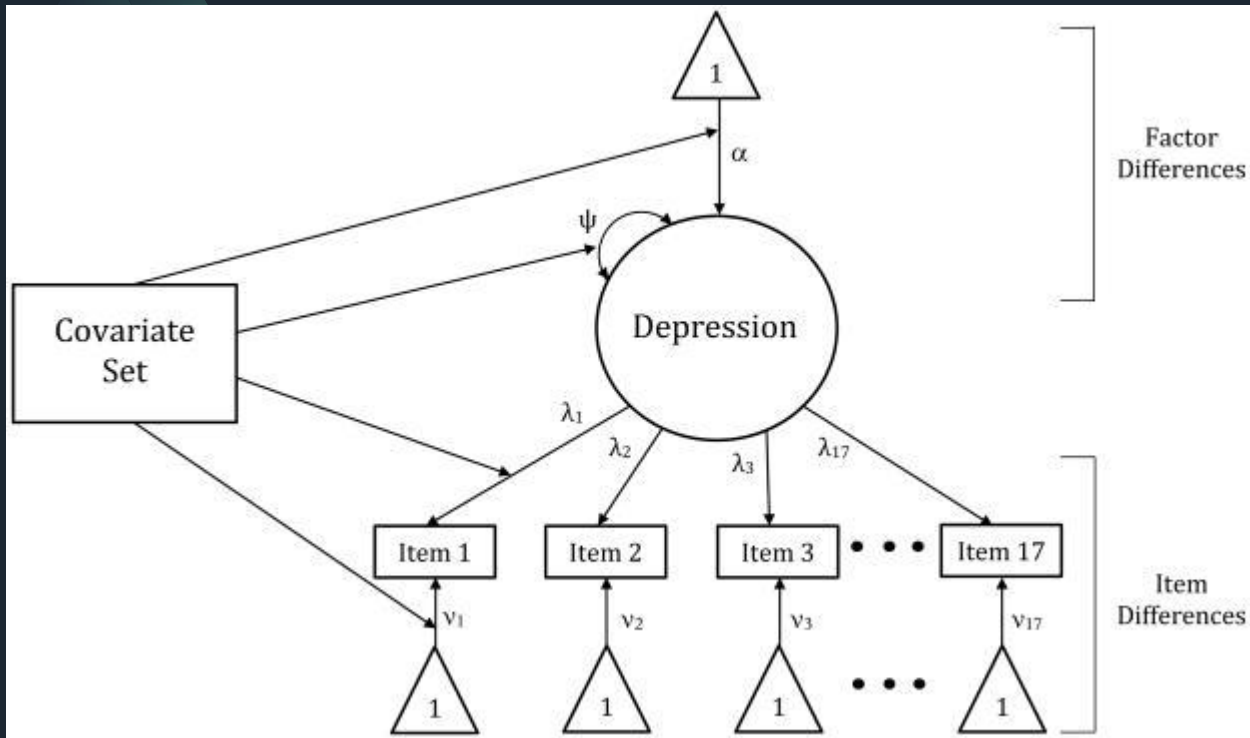 1
α
Factor
Differences
ψ
Covariate
Set
Depression
λ1
λ2
λ3
λ17
Item 1
Item 2
Item 3
• • •
Item 17
Item
Differences
ν1
ν2
ν3
ν17
1
1
1
• • •
1